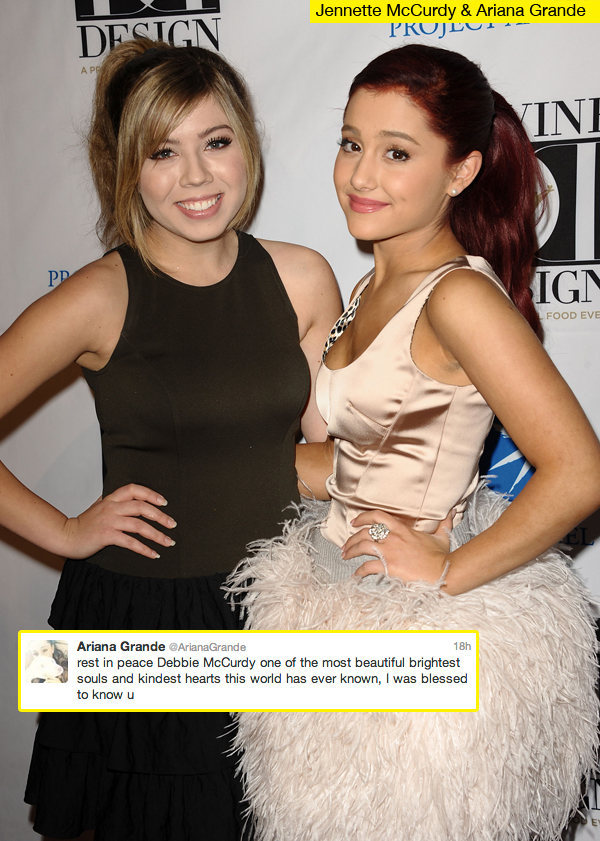 Jennette McCurdy & Ariana Grande
DESIGN
DESIGN
Ariana Grande @ArianaGrande 18h
rest in peace Debbie McCurdy one of the most beautiful brightest
souls and kindest hearts this world has ever known, I was blessed
to know u